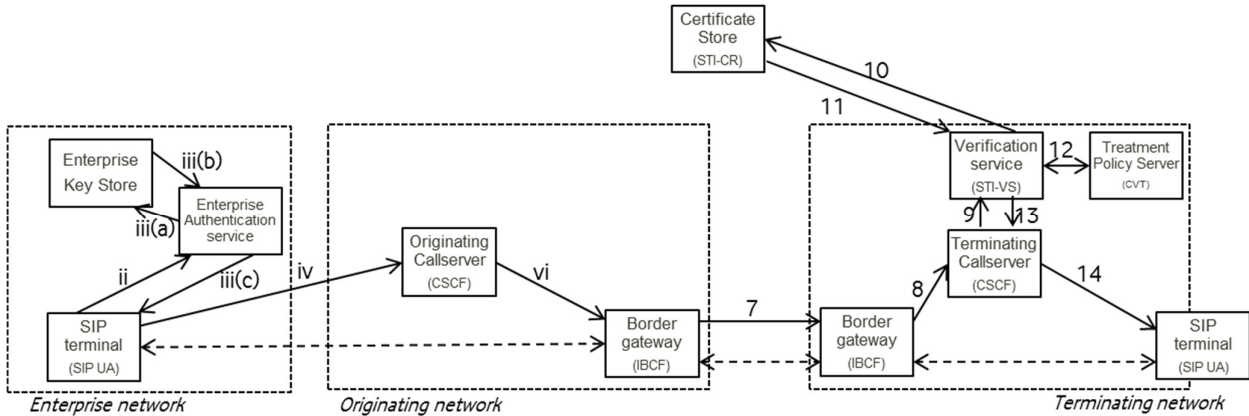 Certificate
Store
(STI-CR)
10
11
Enterprise
Key Store
iii(b)
iii(a)
Enterprise
Authentication
service
ii
iii(c)
iv
SIP
terminal
(SIP UA)
Enterprise network
Originating
Callserver
(CSCF)
vi
Border
gateway
(IBCF)
Originating network
7
Verification
service
(STI-VS)
12
Treatment
Policy Server
(CVT)
9
13
Terminating
Callserver
(CSCF)
8
14
Border
gateway
(IBCF)
SIP
terminal
(SIP UA)
Terminating network